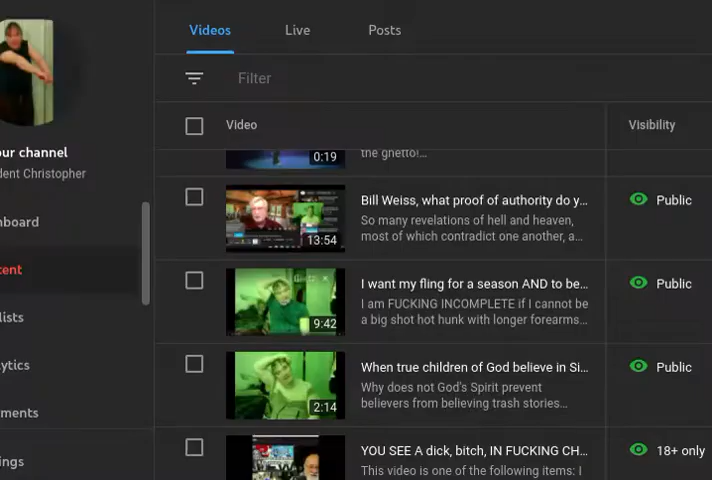 Videos Live Posts
Filter
Video Visibility
our channel
dent Christopher
nboard
tent
lists
lytics
ments
ngs
0:19
the ghetto!...
13:54
Bill Weiss, what proof of authority do y...
So many revelations of hell and heaven,
most of which contradict one another, a...
Public
9:42
I want my fling for a season AND to be...
I am FUCKING INCOMPLETE if I cannot be
a big shot hot hunk with longer forearms...
Public
2:14
When true children of God believe in Si...
Why does not God's Spirit prevent
believers from believing trash stories...
Public
YOU SEE A dick, bitch, IN FUCKING CH...
This video is one of the following items: I
18+ only